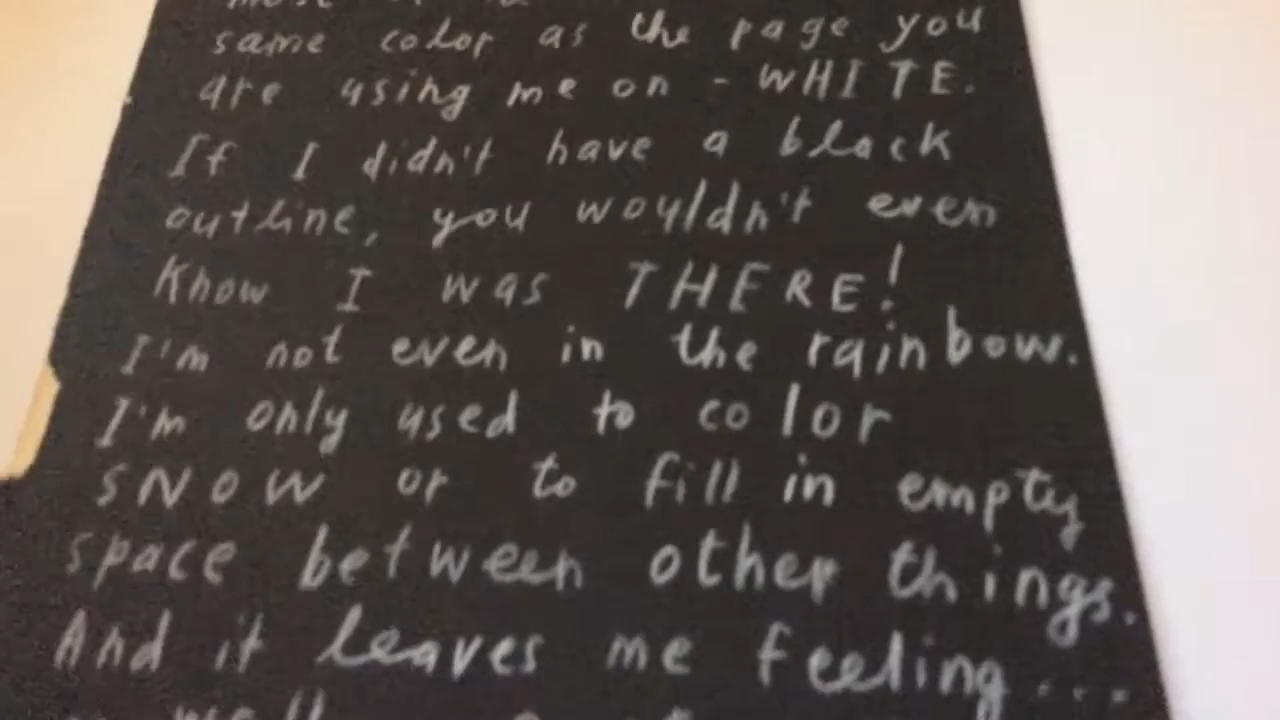 same color as the page you
are using me on - WHITE.
If I didn't have a black
outline, you wouldn't even
know I was THERE!
I'm not even in the rainbow.
I'm only used to color
SNOW or to fill in empty
space between other things.
And it leaves me feeling...
well